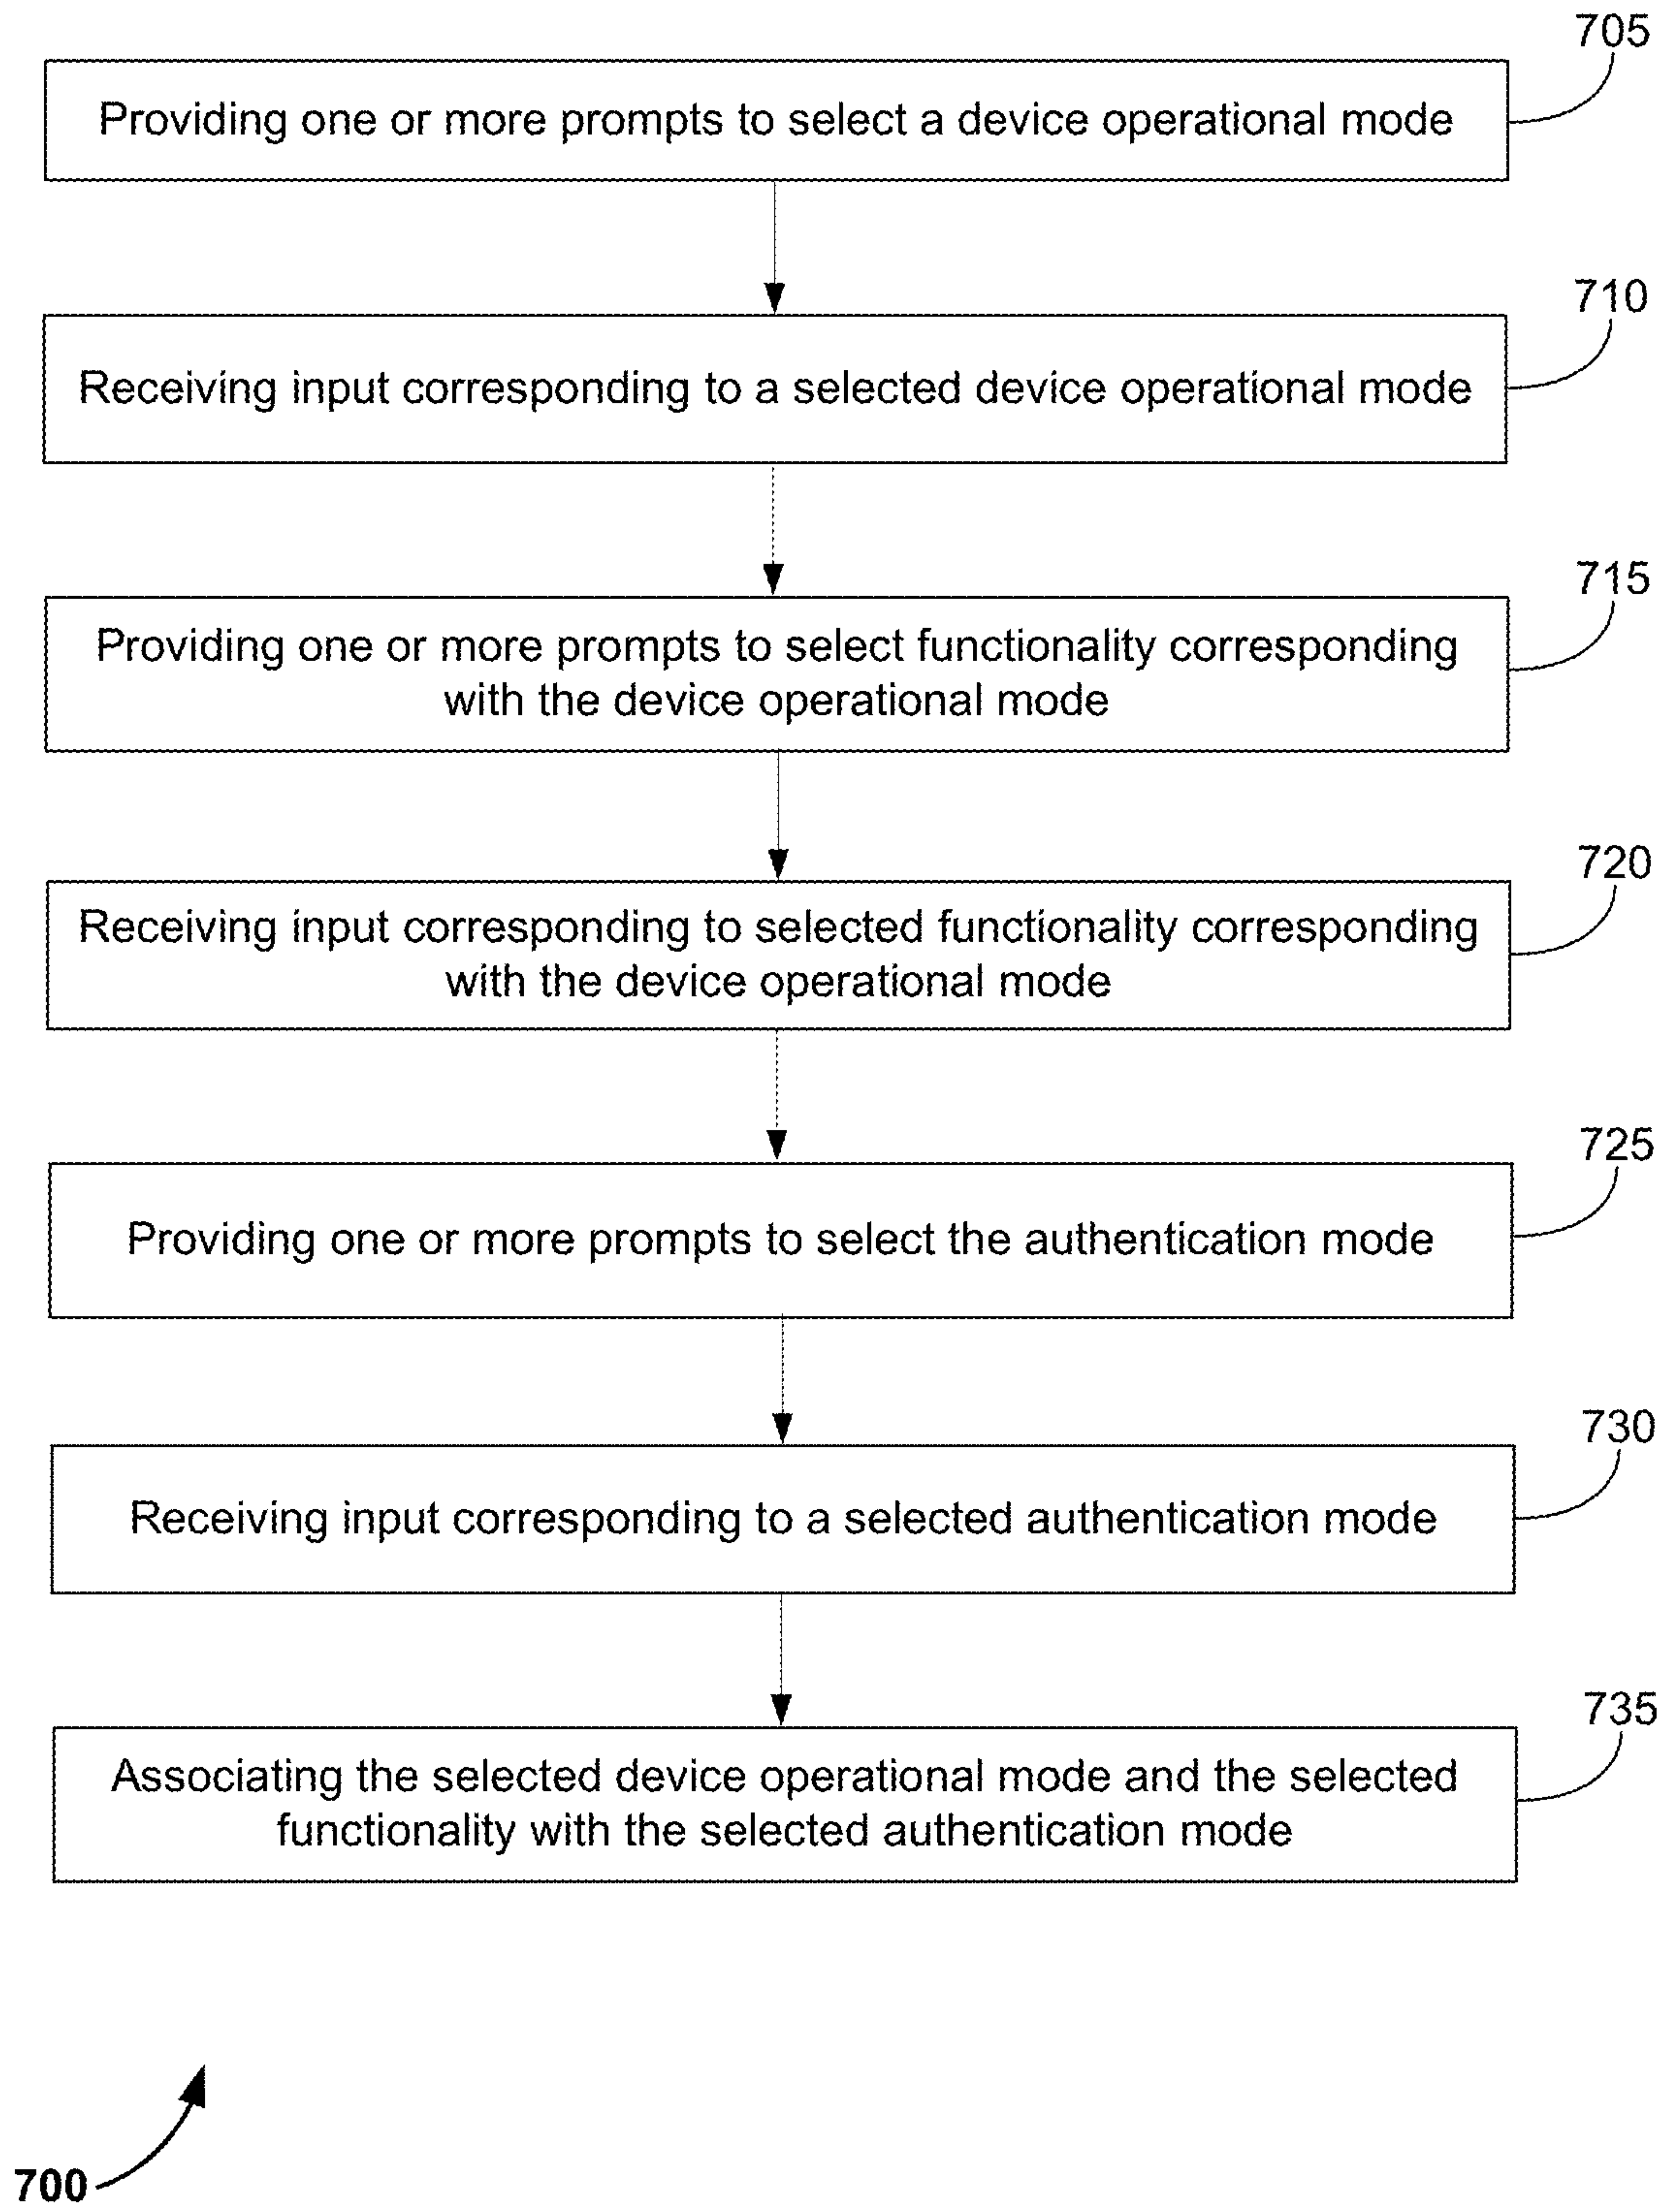 705
Providing one or more prompts to select a device operational mode
710
Receiving input corresponding to a selected device operational mode
715
Providing one or more prompts to select functionality corresponding
with the device operational mode
720
Receiving input corresponding to selected functionality corresponding
with the device operational mode
725
Providing one or more prompts to select the authentication mode
730
Receiving input corresponding to a selected authentication mode
735
Associating the selected device operational mode and the selected
functionality with the selected authentication mode
700